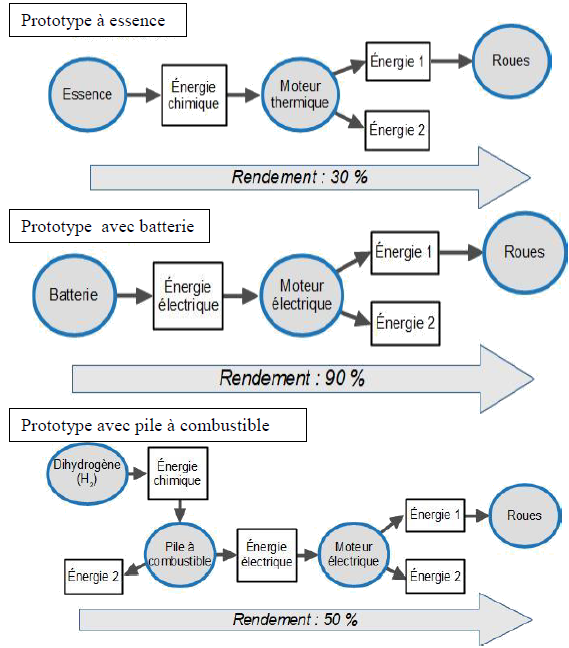 Prototype à essence
Essence
Énergie
chimique
Moteur
thermique
Énergie 1
Énergie 2
Roues
Rendement : 30 %
Prototype avec batterie
Batterie
Énergie
électrique
Moteur
électrique
Énergie 1
Énergie 2
Roues
Rendement : 90 %
Prototype avec pile à combustible
Dihydrogène
(H₂)
Énergie
chimique
Pile à
combustible
Énergie 2
Énergie
électrique
Moteur
électrique
Énergie 1
Énergie 2
Roues
Rendement : 50 %